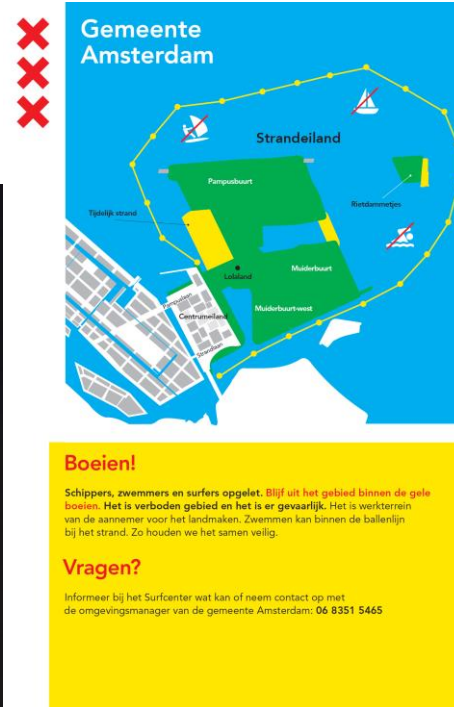 Gemeente
Amsterdam
Strandeiland
Pampusbuurt
Rietdammetjes
Tijdelijk strand
Lolaland
Muiderbuurt
Pampuslaan
Muiderbuurt-west
Centrumeiland
Strandlaan
Boeien!
Schippers, zwemmers en surfers opgelet. Blijf uit het gebied binnen de gele
boeien. Het is verboden gebied en het is er gevaarlijk. Het is werkterrein
van de aannemer voor het landmaken. Zwemmen kan binnen de ballenlijn
bij het strand. Zo houden we het samen veilig.
Vragen?
Informeer bij het Surfcenter wat kan of neem contact op met
de omgevingsmanager van de gemeente Amsterdam: 06 8351 5465